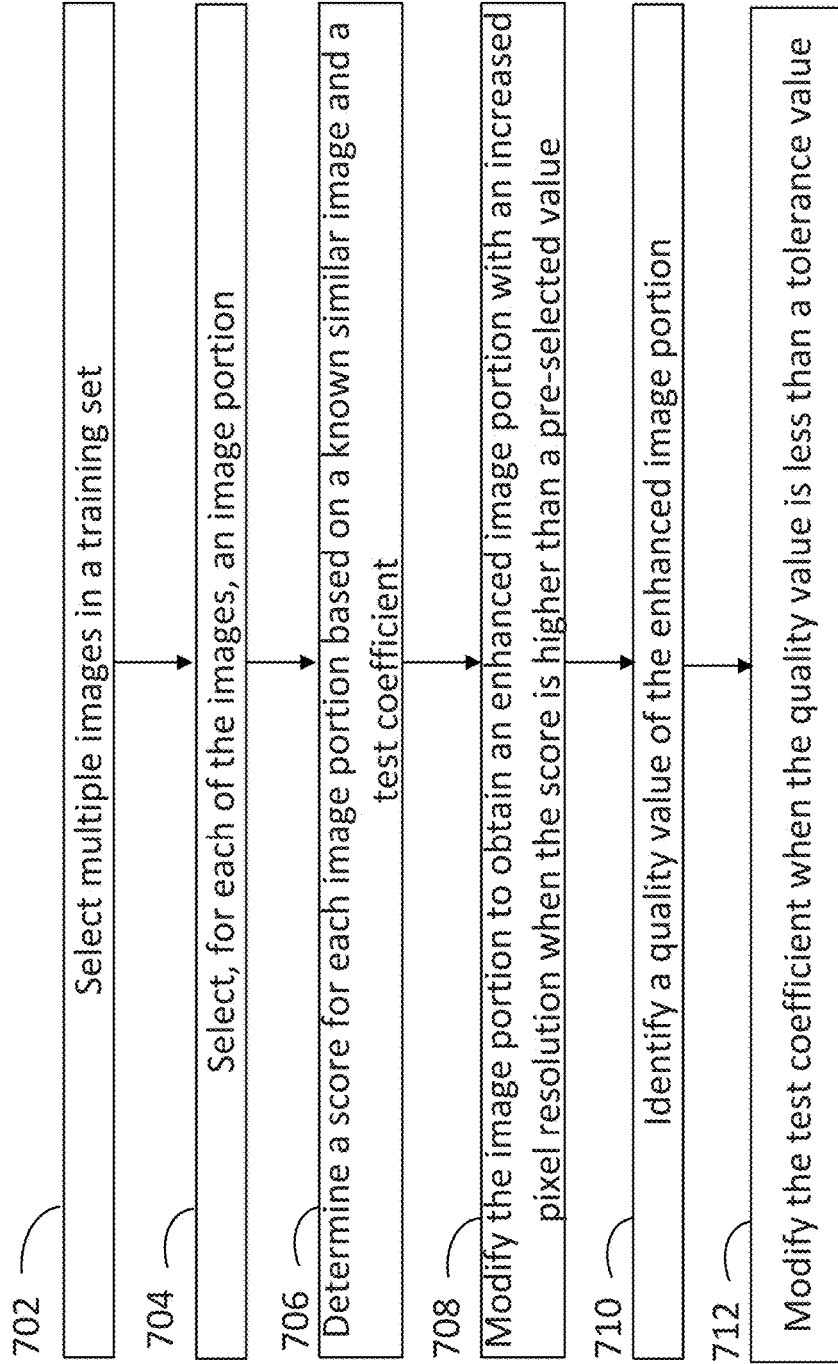 702
Select multiple images in a training set
704
Select, for each of the images, an image portion
706
Determine a score for each image portion based on a known similar image and a
test coefficient
708
Modify the image portion to obtain an enhanced image portion with an increased
pixel resolution when the score is higher than a pre-selected value
710
Identify a quality value of the enhanced image portion
712
Modify the test coefficient when the quality value is less than a tolerance value